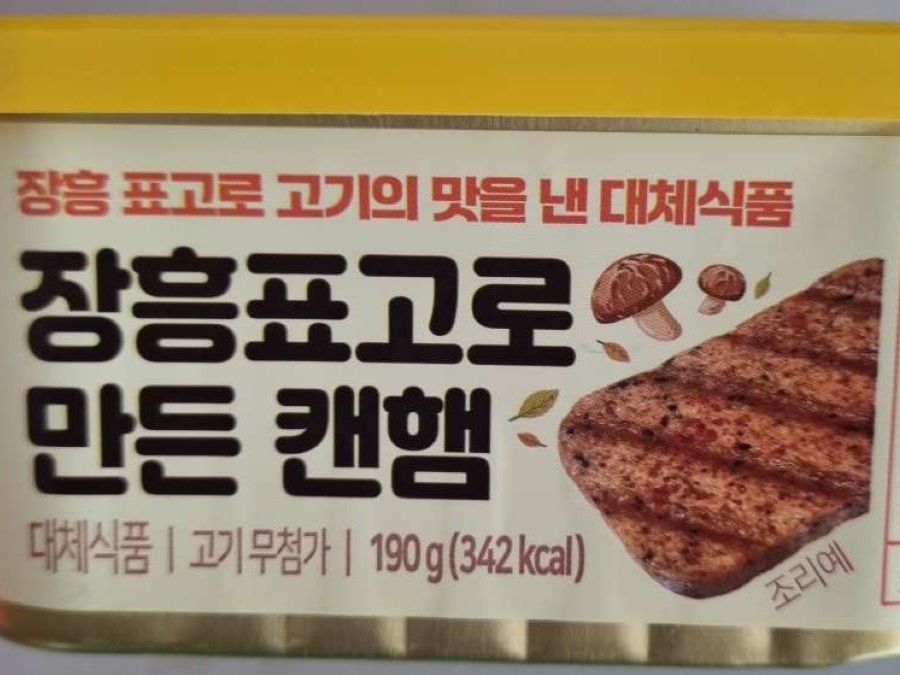 장흥 표고로 고기의 맛을 낸 대체식품
장흥표고로
만든 캔햄
대체식품 | 고기 무첨가 | 190 g (342 kcal)
조리예